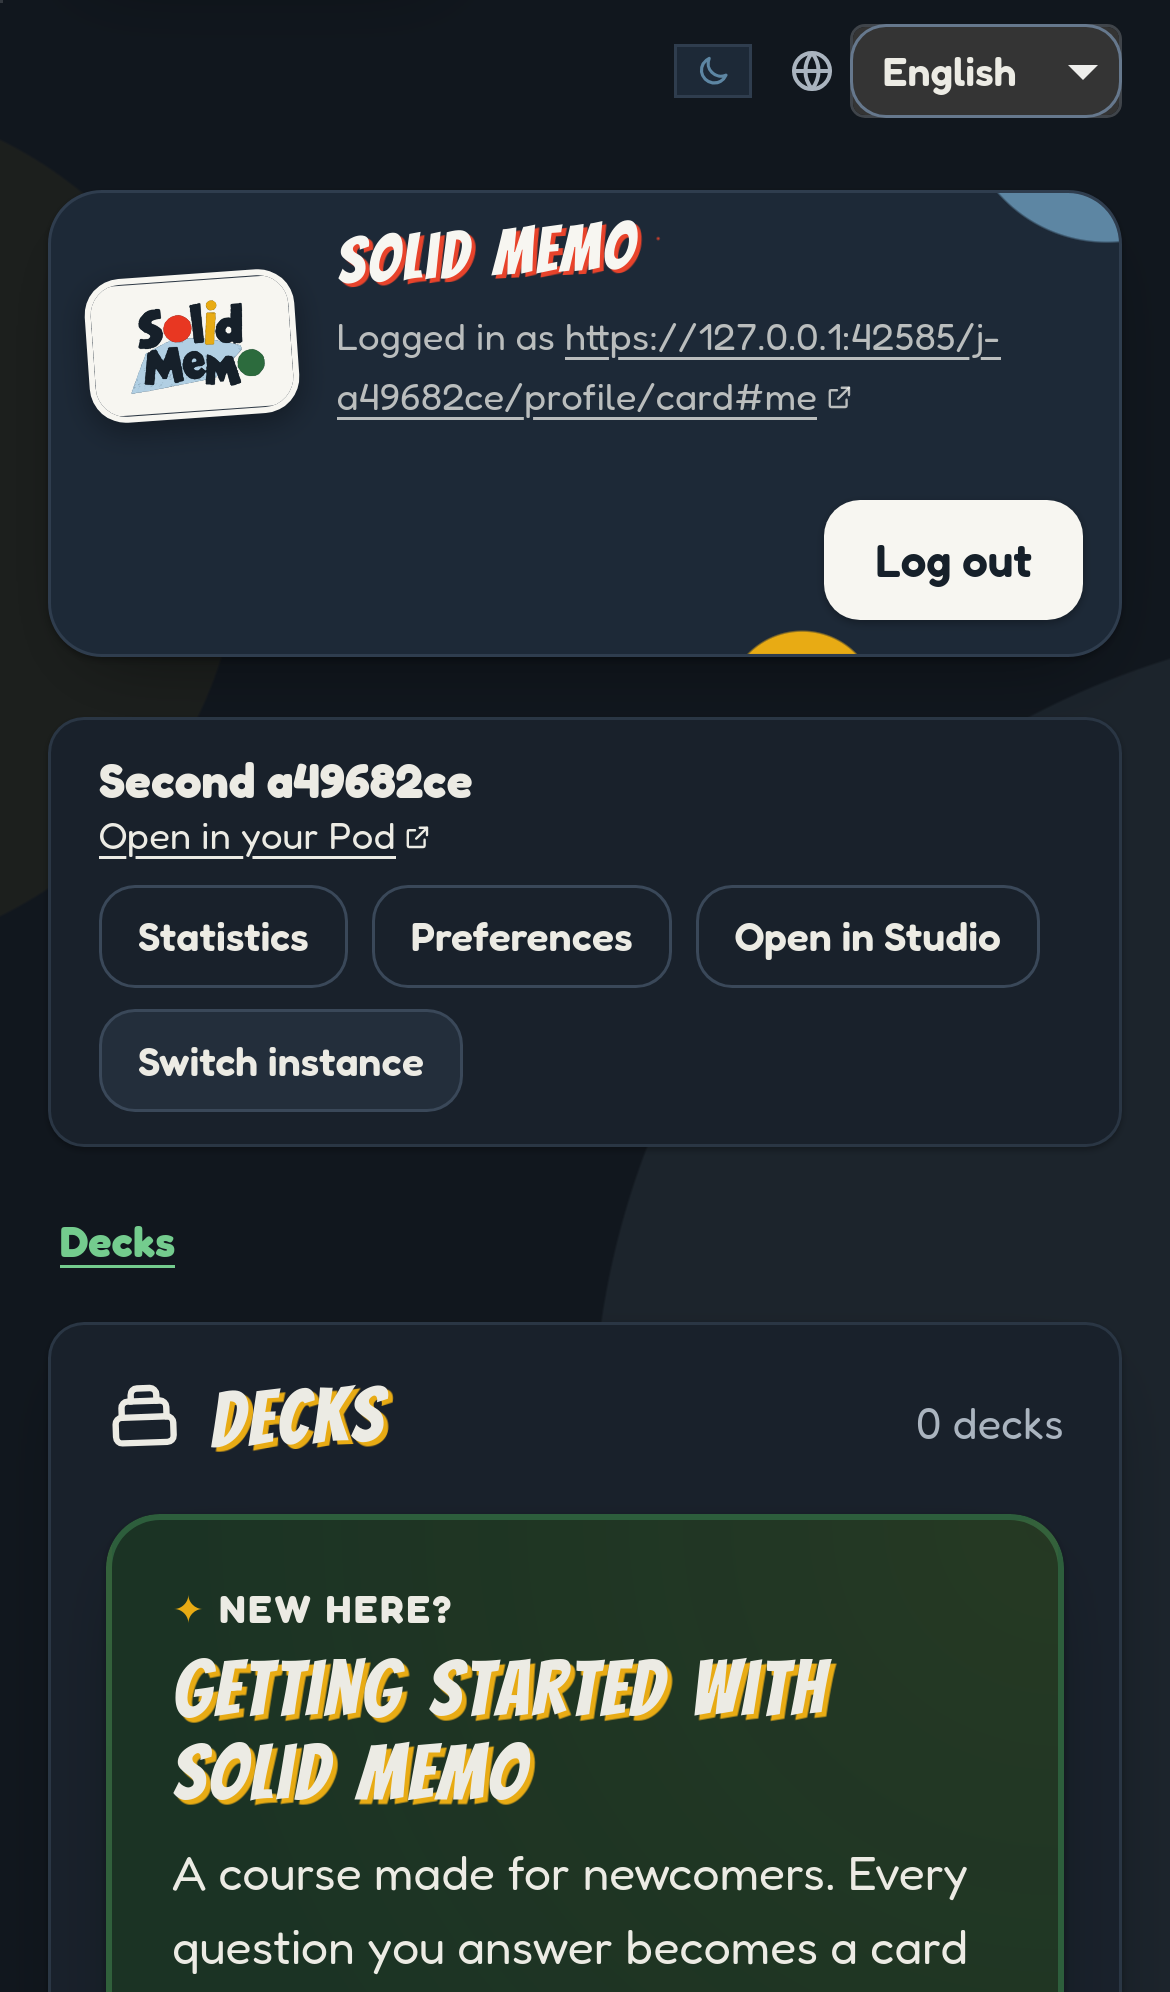 English
SOLID MEMO
Solid
Memo
Logged in as https://127.0.0.1:42585/j-
a49682ce/profile/card#me
Log out
Second a49682ce
Open in your Pod
Statistics
Preferences
Open in Studio
Switch instance
Decks
DECKS
0 decks
NEW HERE?
GETTING STARTED WITH
SOLID MEMO
A course made for newcomers. Every
question you answer becomes a card